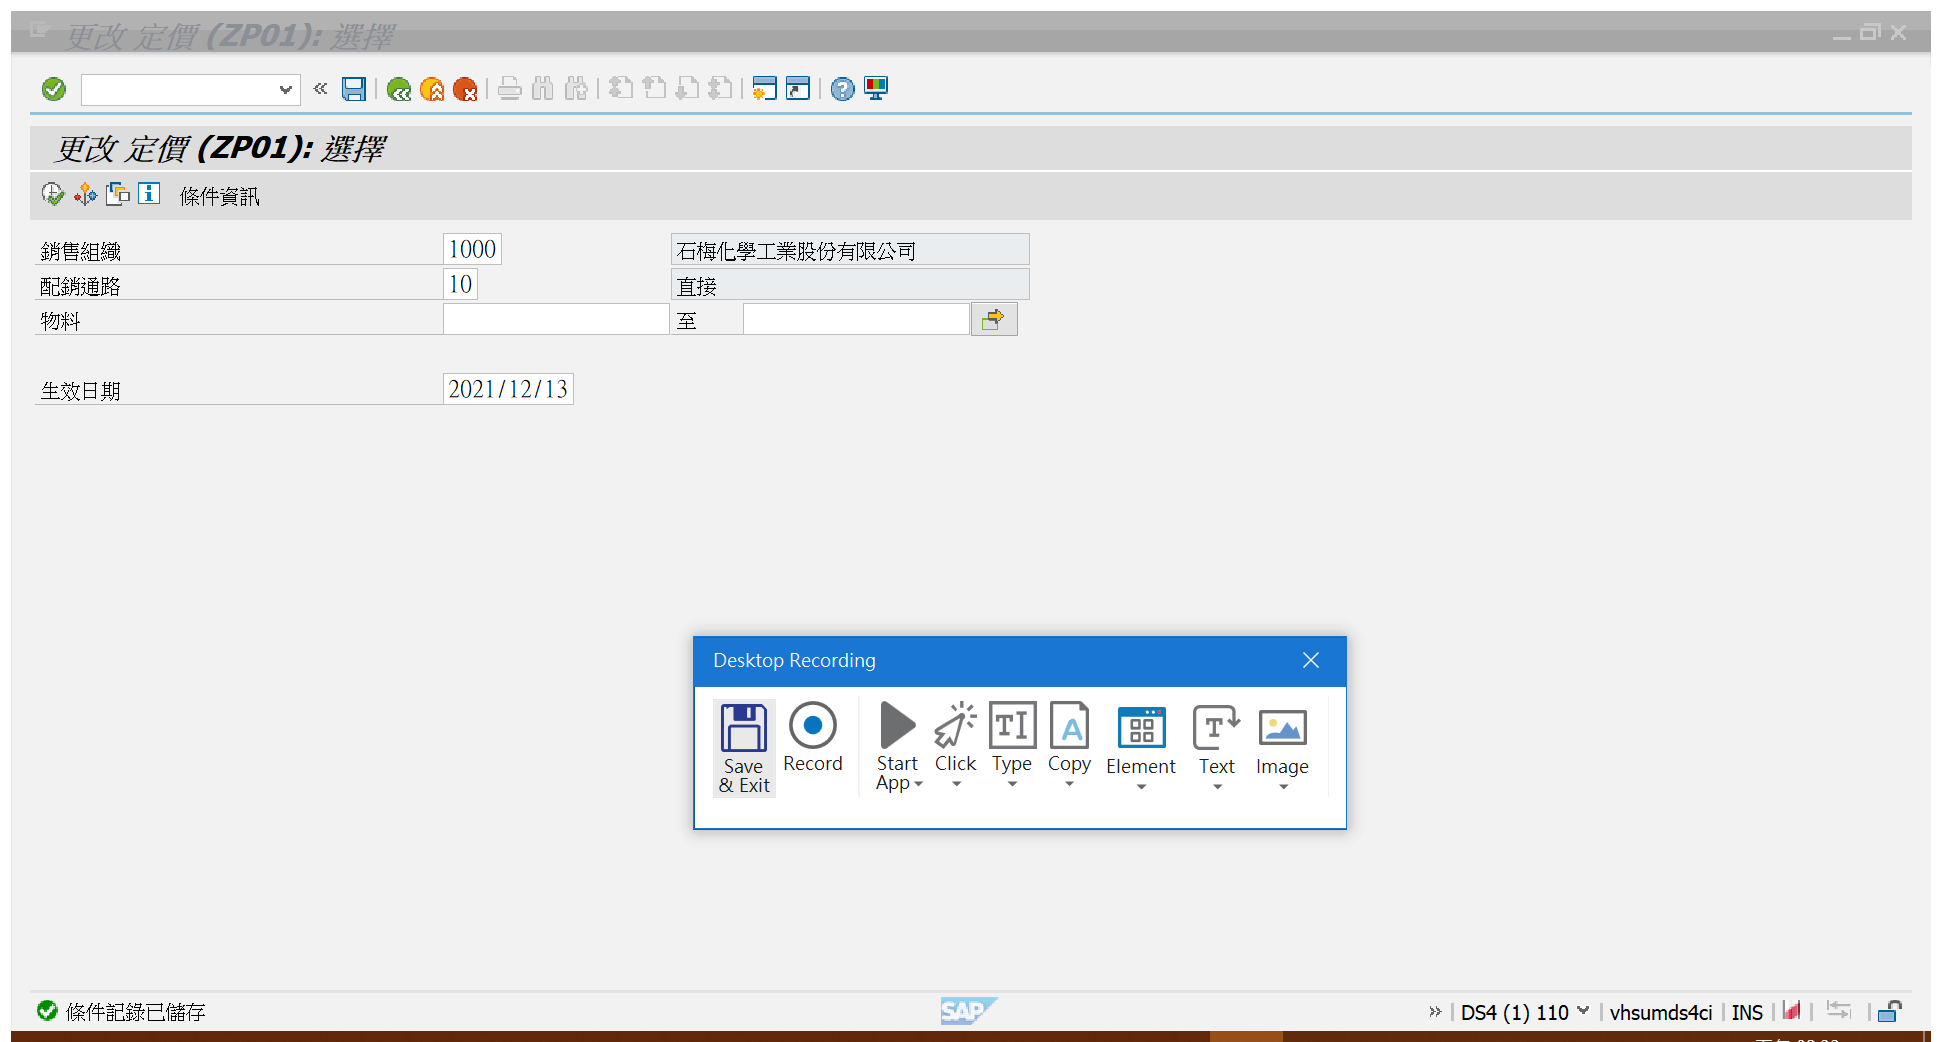 更改 定價 (ZP01): 選擇
更改 定價 (ZP01): 選擇
條件資訊
銷售組織 1000 石梅化學工業股份有限公司
配銷通路 10 直接
物料 至
生效日期 2021/12/13
Desktop Recording
Save & Exit
Record
Start App
Click
Type
Copy
Element
Text
Image
條件記錄已儲存
SAP
DS4 (1) 110
vhsumds4ci
INS